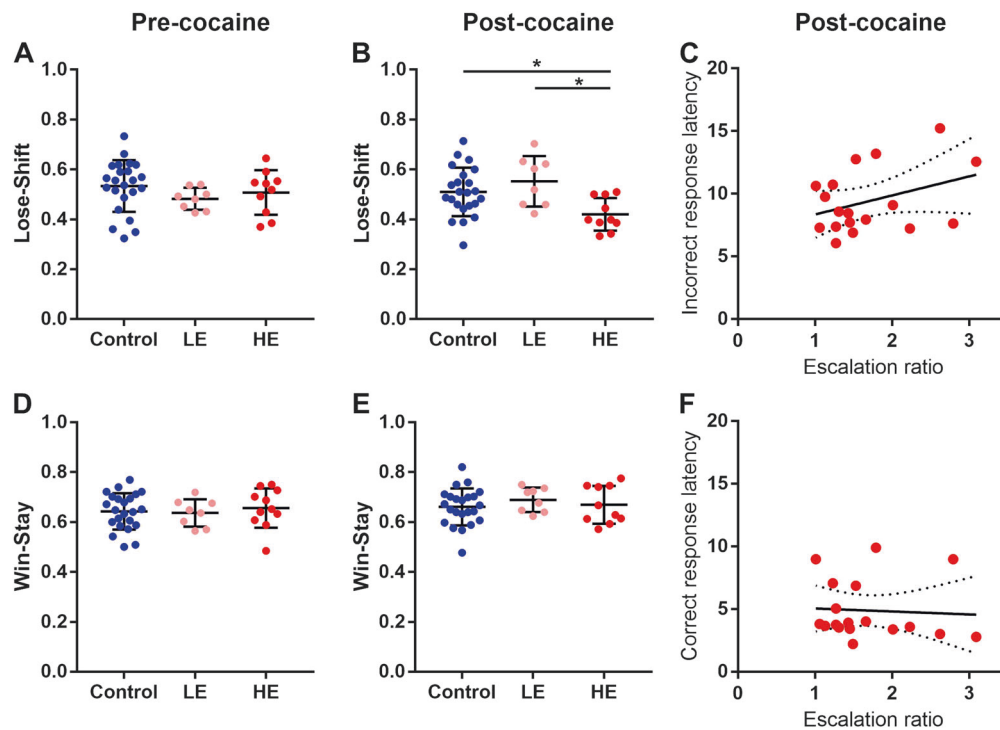 Pre-cocaine
Post-cocaine
Post-cocaine
A
Lose-Shift
1.0
0.8
0.6
0.4
0.2
0.0
Control LE HE
B
Lose-Shift
1.0
0.8
0.6
0.4
0.2
0.0
*
*
Control LE HE
C
Incorrect response latency
20
15
10
5
0
0 1 2 3
Escalation ratio
D
Win-Stay
1.0
0.8
0.6
0.4
0.2
0.0
Control LE HE
E
Win-Stay
1.0
0.8
0.6
0.4
0.2
0.0
Control LE HE
F
Correct response latency
20
15
10
5
0
0 1 2 3
Escalation ratio